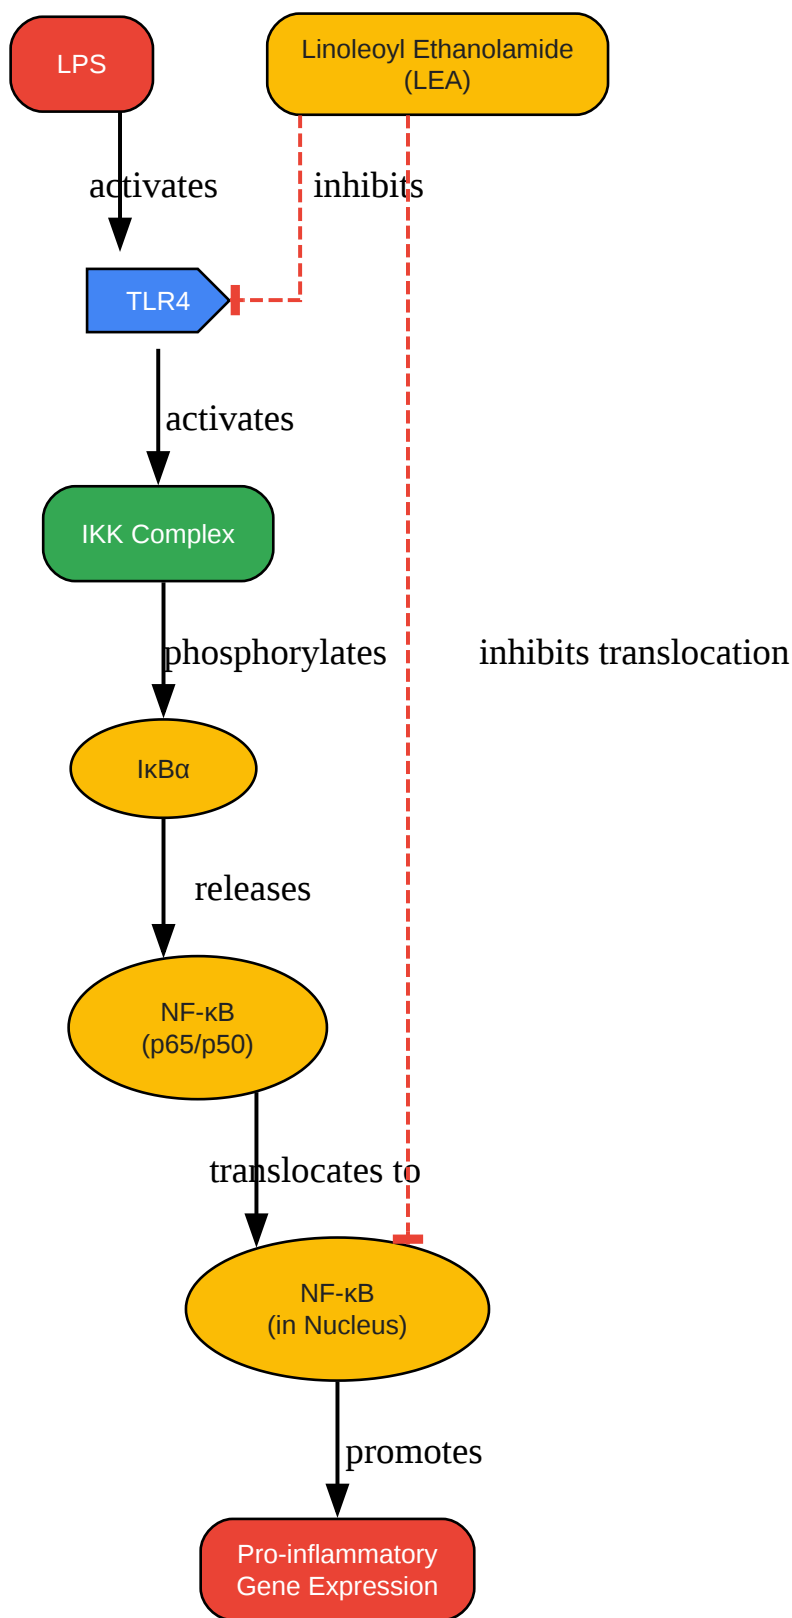 LPS
Linoleoyl Ethanolamide
(LEA)
activates
inhibits
TLR4
activates
IKK Complex
phosphorylates
inhibits translocation
IκBα
releases
NF-κB
(p65/p50)
translocates to
NF-κB
(in Nucleus)
promotes
Pro-inflammatory
Gene Expression